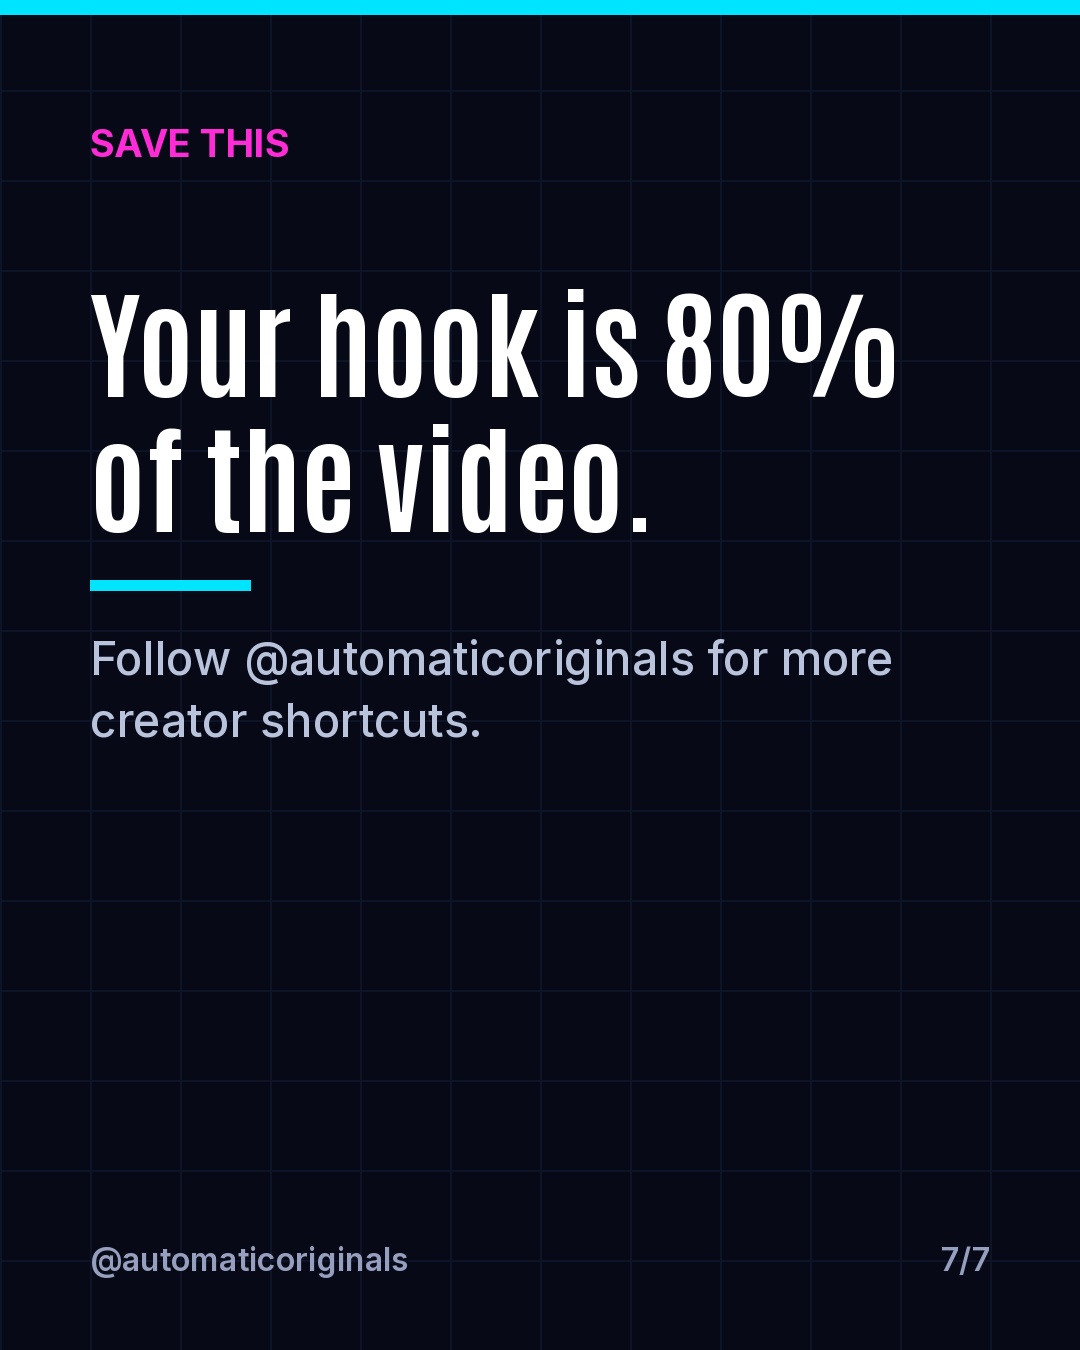 SAVE THIS
Your hook is 80%
of the video.
Follow @automaticoriginals for more
creator shortcuts.
@automaticoriginals
7/7